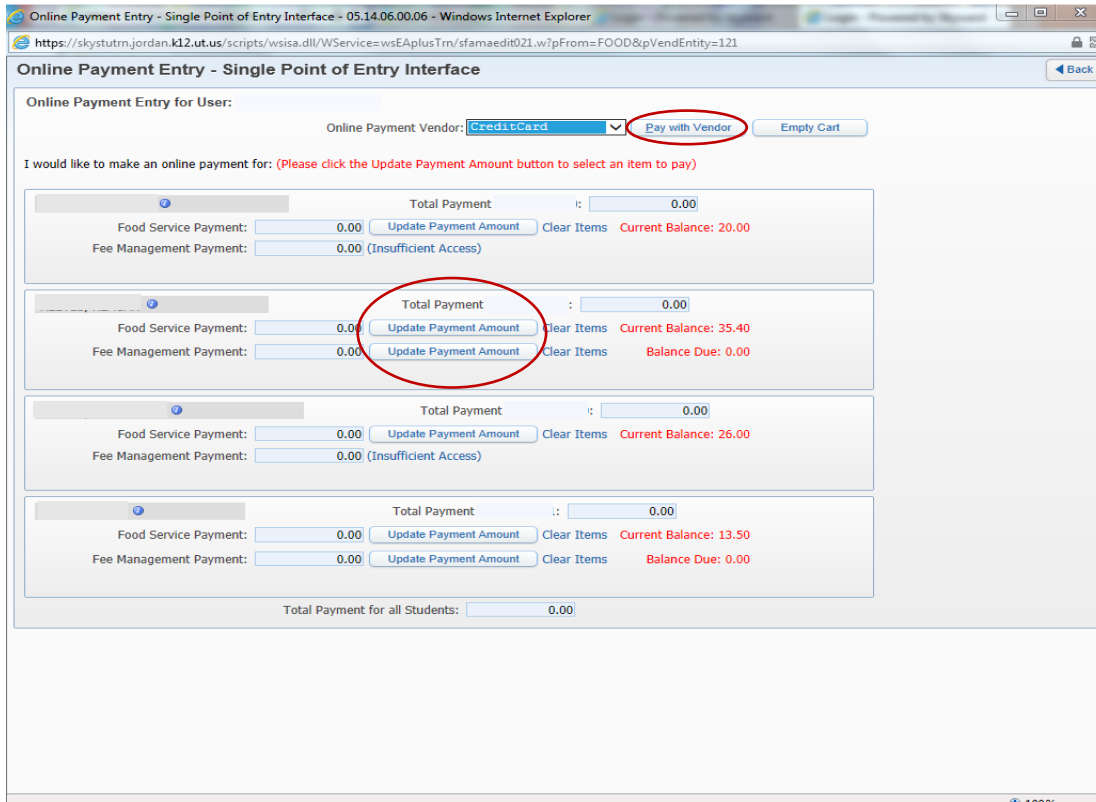 Online Payment Entry - Single Point of Entry Interface - 05.14.06.00.06 - Windows Internet Explorer
https://skystutrn.jordan.k12.ut.us/scripts/wsisa.dll/WService=wsEAplusTrn/sfamaedit021.w?pFrom=FOOD&pVendEntity=121
Online Payment Entry - Single Point of Entry Interface Back
Online Payment Entry for User:
Online Payment Vendor: CreditCard Pay with Vendor Empty Cart
I would like to make an online payment for: (Please click the Update Payment Amount button to select an item to pay)
Total Payment : 0.00
Food Service Payment: 0.00 Update Payment Amount Clear Items Current Balance: 20.00
Fee Management Payment: 0.00 (Insufficient Access)
Total Payment : 0.00
Food Service Payment: 0.00 Update Payment Amount Clear Items Current Balance: 35.40
Fee Management Payment: 0.00 Update Payment Amount Clear Items Balance Due: 0.00
Total Payment : 0.00
Food Service Payment: 0.00 Update Payment Amount Clear Items Current Balance: 26.00
Fee Management Payment: 0.00 (Insufficient Access)
Total Payment : 0.00
Food Service Payment: 0.00 Update Payment Amount Clear Items Current Balance: 13.50
Fee Management Payment: 0.00 Update Payment Amount Clear Items Balance Due: 0.00
Total Payment for all Students: 0.00